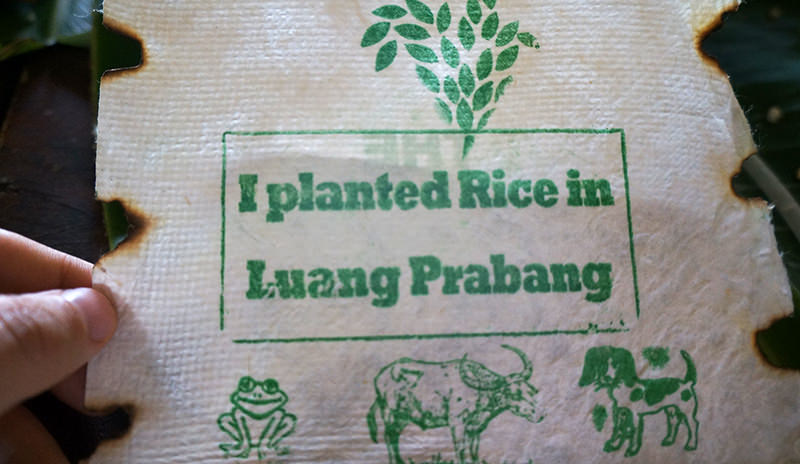 I planted Rice in
Luang Prabang